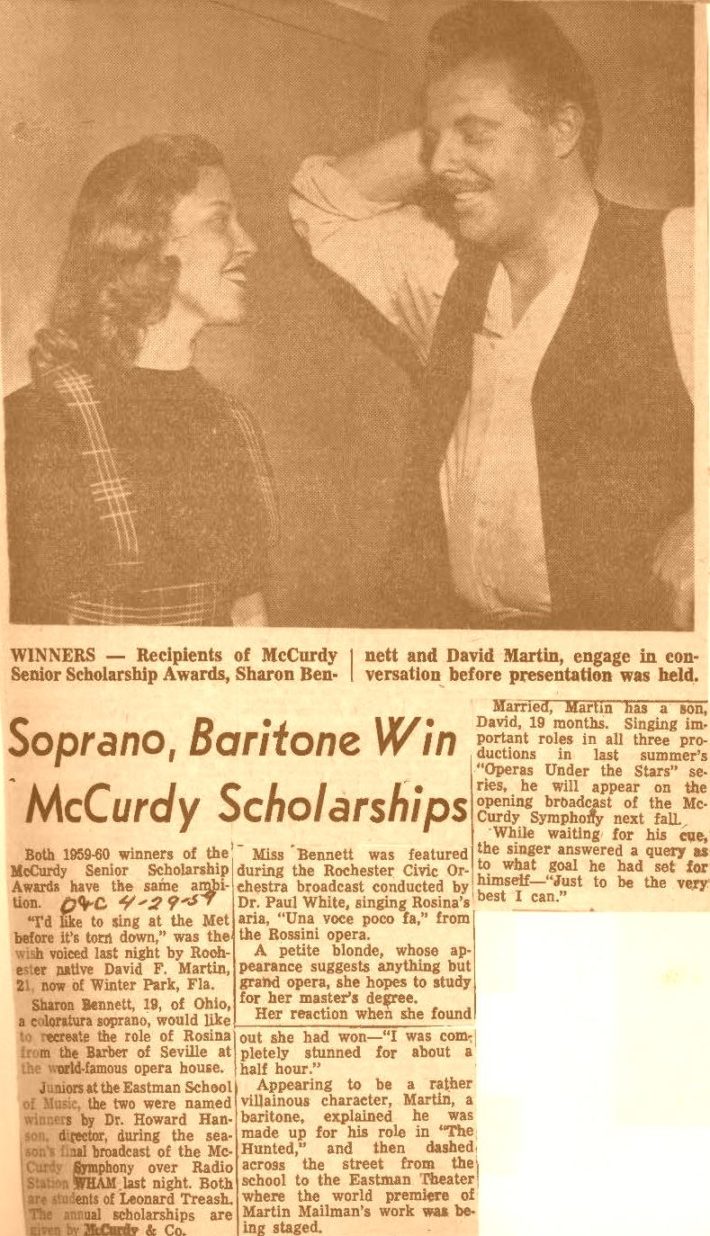 WINNERS — Recipients of McCurdy
Senior Scholarship Awards, Sharon Ben-
nett and David Martin, engage in con-
versation before presentation was held.
Soprano, Baritone Win
McCurdy Scholarships
Both 1959-60 winners of the
McCurdy Senior Scholarship
Awards have the same ambi-
tion. D&C 4-29-59
"I'd like to sing at the Met
before it's torn down," was the
wish voiced last night by Roch-
ester native David F. Martin,
21, now of Winter Park, Fla.
Sharon Bennett, 19, of Ohio,
a coloratura soprano, would like
to recreate the role of Rosina
from the Barber of Seville at
the world-famous opera house.
Juniors at the Eastman School
of Music, the two were named
winners by Dr. Howard Han-
son, director, during the sea-
son's final broadcast of the Mc-
Curdy Symphony over Radio
Station WHAM last night. Both
are students of Leonard Treash.
The annual scholarships are
given by McCurdy & Co.
Miss Bennett was featured
during the Rochester Civic Or-
chestra broadcast conducted by
Dr. Paul White, singing Rosina's
aria, "Una voce poco fa," from
the Rossini opera.
A petite blonde, whose ap-
pearance suggests anything but
grand opera, she hopes to study
for her master's degree.
Her reaction when she found
out she had won—"I was com-
pletely stunned for about a
half hour."
Appearing to be a rather
villainous character, Martin, a
baritone, explained he was
made up for his role in "The
Hunted," and then dashed
across the street from the
school to the Eastman Theater
where the world premiere of
Martin Mailman's work was be-
ing staged.
Married, Martin has a son,
David, 19 months. Singing im-
portant roles in all three pro-
ductions in last summer's
"Operas Under the Stars" se-
ries, he will appear on the
opening broadcast of the Mc-
Curdy Symphony next fall.
While waiting for his cue,
the singer answered a query as
to what goal he had set for
himself—"Just to be the very
best I can."